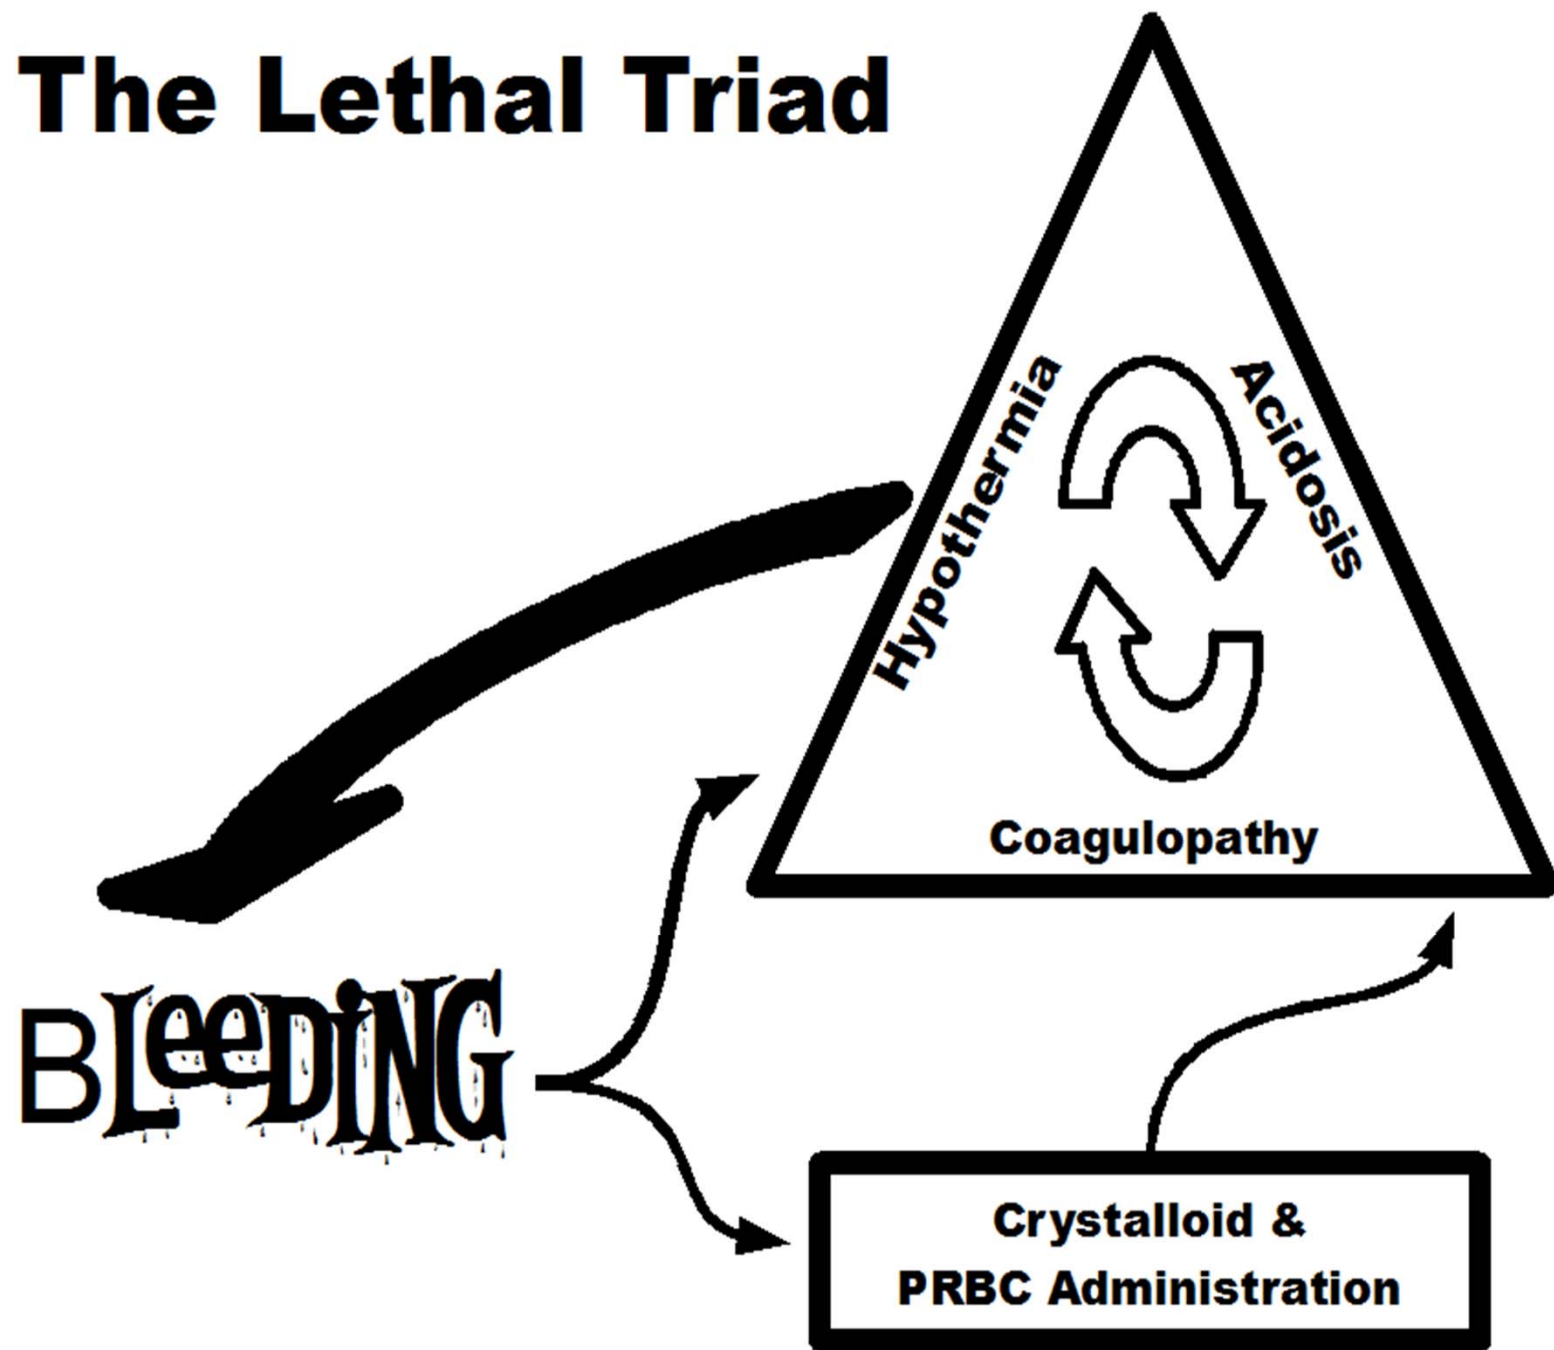 The Lethal Triad
Hypothermia
Acidosis
Coagulopathy
BLeeDiNG
Crystalloid &
PRBC Administration